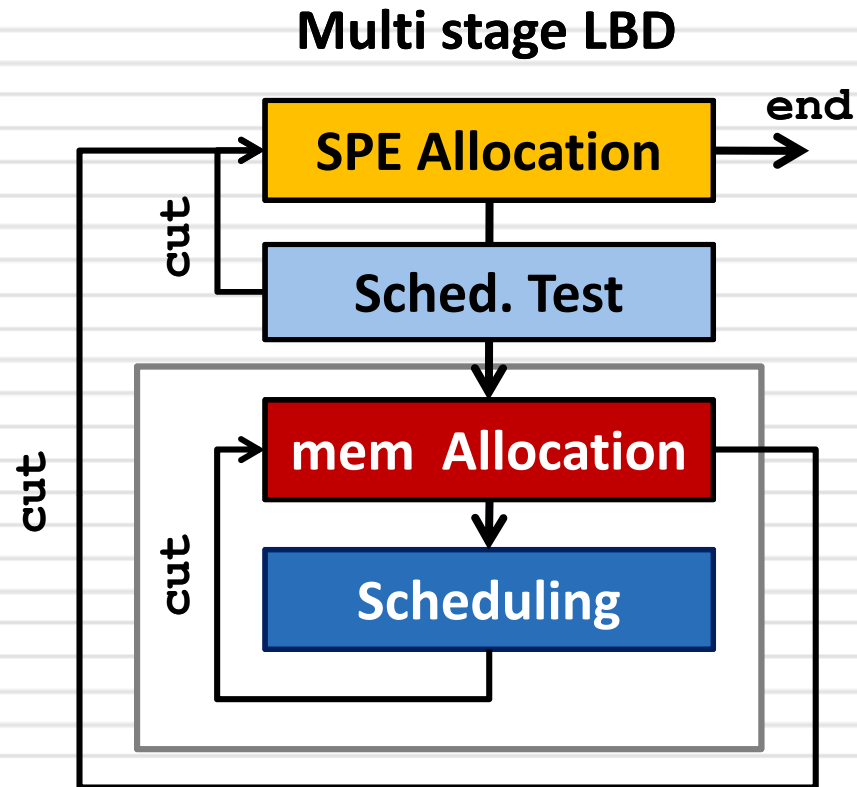 Multi stage LBD
end
SPE Allocation
cut
Sched. Test
mem Allocation
cut
cut
Scheduling